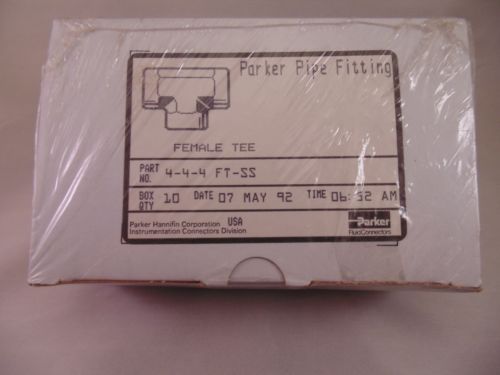 Parker Pipe Fitting
FEMALE TEE
PART NO. 4-4-4 FT-SS
BOX QTY 10 DATE 07 MAY 92 TIME 06:52 AM
Parker Hannifin Corporation USA
Instrumentation Connectors Division
Parker
FluidConnectors